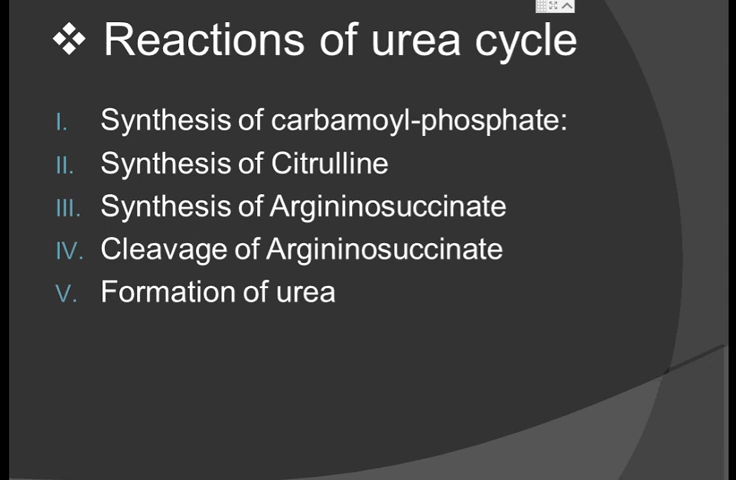 ❖ Reactions of urea cycle
I. Synthesis of carbamoyl-phosphate:
II. Synthesis of Citrulline
III. Synthesis of Argininosuccinate
IV. Cleavage of Argininosuccinate
V. Formation of urea